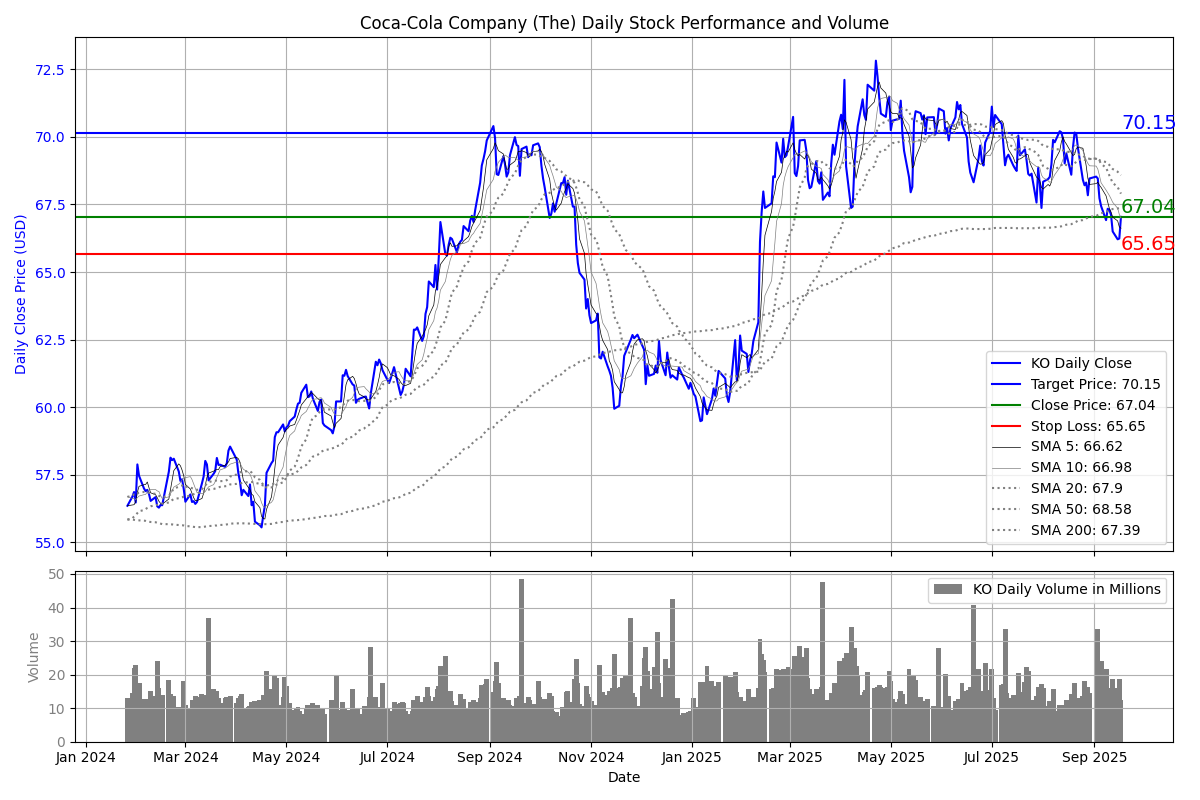 Coca-Cola Company (The) Daily Stock Performance and Volume
Daily Close Price (USD)
72.5
70.0
67.5
65.0
62.5
60.0
57.5
55.0
70.15
67.04
65.65
KO Daily Close
Target Price: 70.15
Close Price: 67.04
Stop Loss: 65.65
SMA 5: 66.62
SMA 10: 66.98
SMA 20: 67.9
SMA 50: 68.58
SMA 200: 67.39
Volume
50
40
30
20
10
0
KO Daily Volume in Millions
Jan 2024 Mar 2024 May 2024 Jul 2024 Sep 2024 Nov 2024 Jan 2025 Mar 2025 May 2025 Jul 2025 Sep 2025
Date